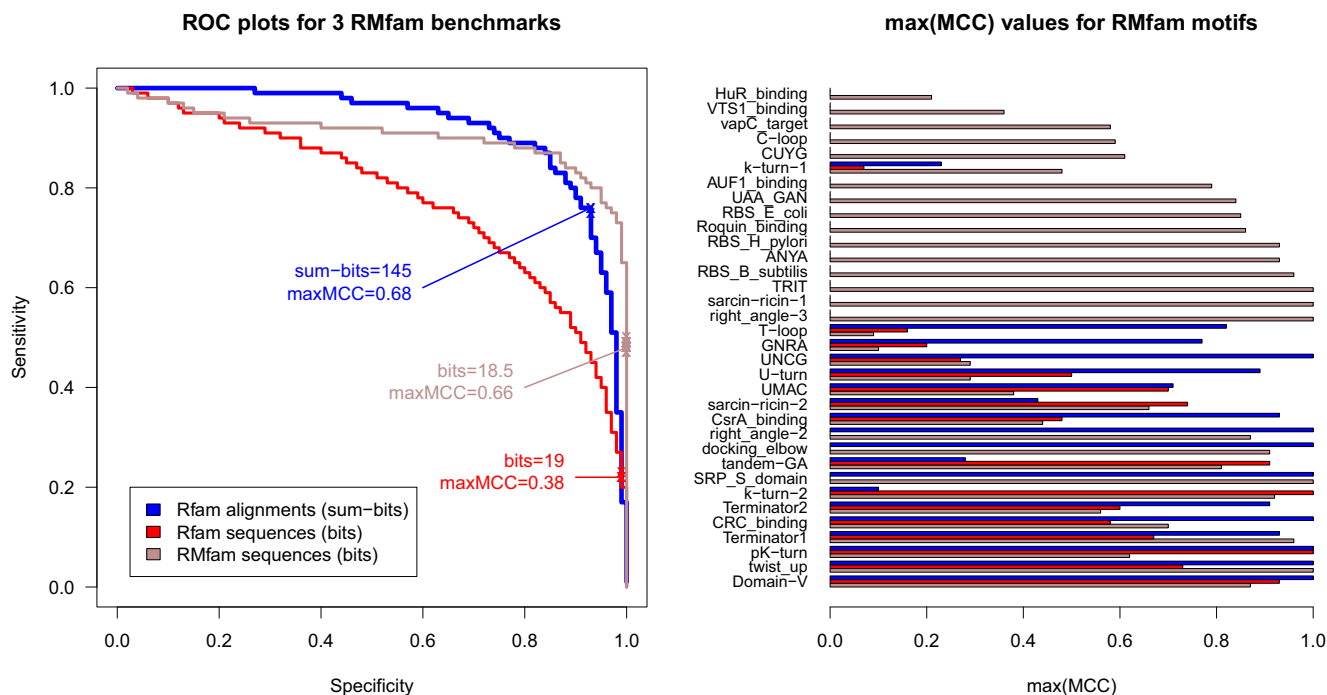 ROC plots for 3 RMfam benchmarks
1.0
0.8
0.6
0.4
0.2
0.0
Sensitivity
sum−bits=145
maxMCC=0.68
bits=18.5
maxMCC=0.66
bits=19
maxMCC=0.38
Rfam alignments (sum−bits)
Rfam sequences (bits)
RMfam sequences (bits)
0.0 0.2 0.4 0.6 0.8 1.0
Specificity
max(MCC) values for RMfam motifs
HuR_binding
VTS1_binding
vapC_target
C−loop
CUYG
k−turn−1
AUF1_binding
UAA_GAN
RBS_E_coli
Roquin_binding
RBS_H_pylori
ANYA
RBS_B_subtilis
TRIT
sarcin−ricin−1
right_angle−3
T−loop
GNRA
UNCG
U−turn
UMAC
sarcin−ricin−2
CsrA_binding
right_angle−2
docking_elbow
tandem−GA
SRP_S_domain
k−turn−2
Terminator2
CRC_binding
Terminator1
pK−turn
twist_up
Domain−V
0.0 0.2 0.4 0.6 0.8 1.0
max(MCC)